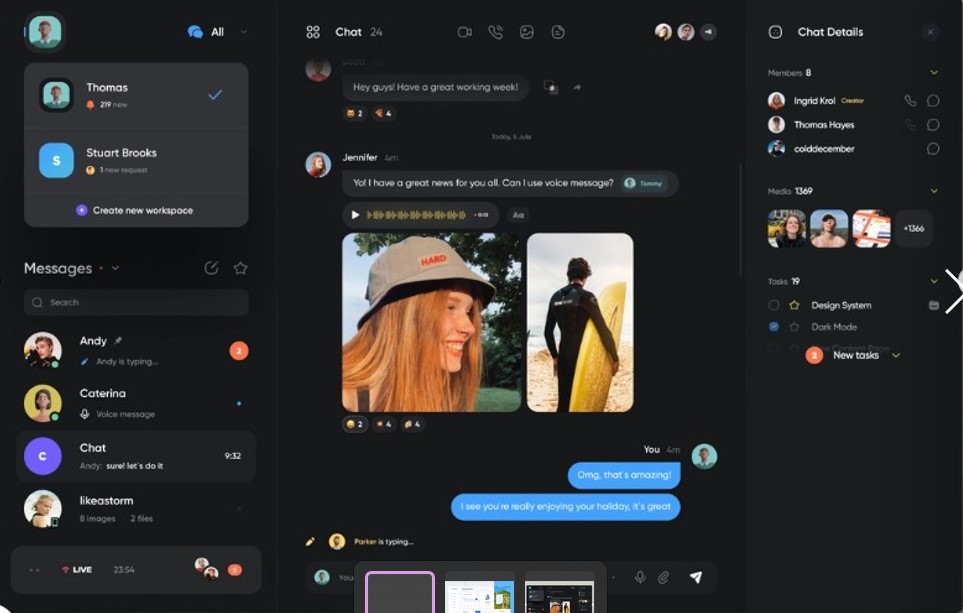 All
Thomas
219 new
S
Stuart Brooks
1 new request
Create new workspace
Messages
Search
Andy
Andy is typing...
2
Caterina
Voice message
C
Chat
Andy: sure! let's do it
9:32
likeastorm
8 images
2 files
LIVE
23:54
Chat 24
Hey guys! Have a great working week!
2
4
Today, 5 Jule
Jennifer 4m
Yo! I have a great news for you all. Can I use voice message?
Tommy
Aa
HARD
2
4
4
You 4m
Omg, that's amazing!
I see you're really enjoying your holiday, it's great
Parker is typing...
You
Chat Details
Members 8
Ingrid Krol Creator
Thomas Hayes
colddecember
Media 1369
+1366
Tasks 19
Design System
Dark Mode
2 New tasks